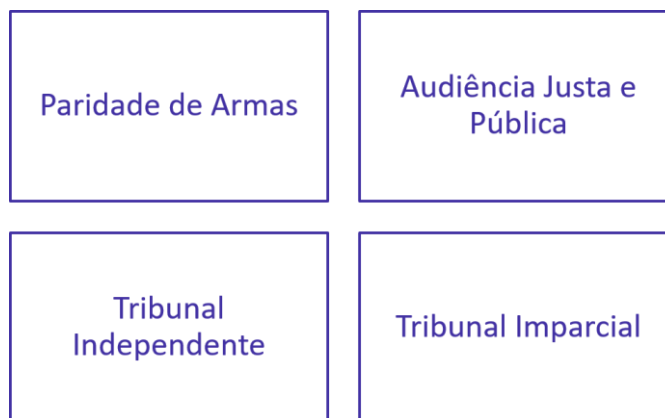 Paridade de Armas
Audiência Justa e
Pública
Tribunal
Independente
Tribunal Imparcial